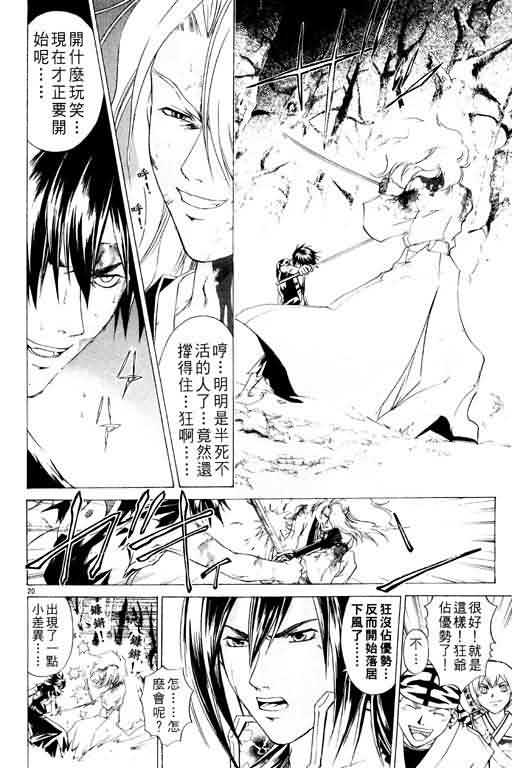 哼…明明是半死不
活的人了…竟然還
撐得住…狂啊……
開什麼玩笑…
現在才正要開
始呢……
呼！
呼！
很好！就是
這樣！狂爺
佔優勢了！
不…
狂沒佔優勢…
反而開始落居
下風了……
怎……怎
麼會呢？
鏘鏘！
鏘鏘！
出現了一點
小差異…
20